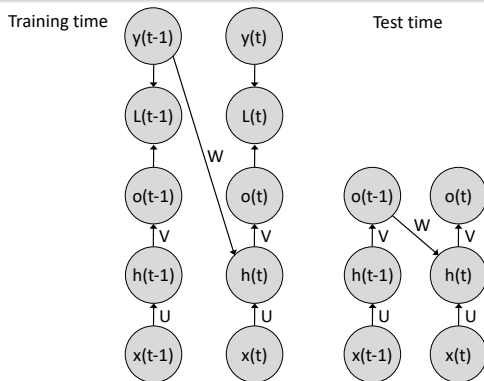 Training time
y(t-1) y(t) Test time
L(t-1) L(t)
W
o(t-1) o(t) o(t-1) o(t)
V V V W V
h(t-1) h(t) h(t-1) h(t)
U U U U
x(t-1) x(t) x(t-1) x(t)